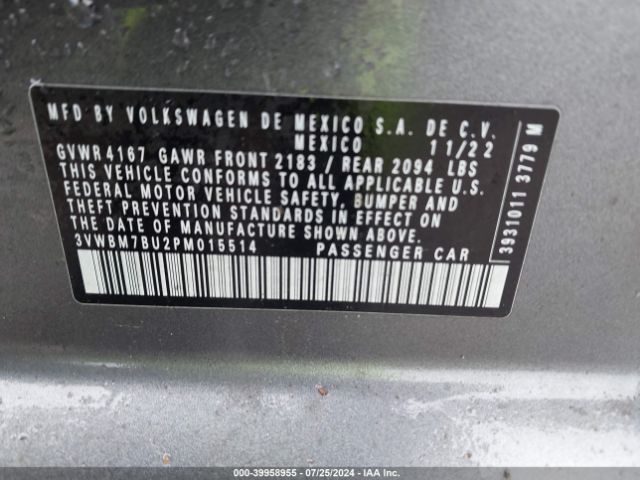 MFD BY VOLKSWAGEN DE MEXICO S.A. DE C.V.
MEXICO 11/22
GVWR 4167 GAWR FRONT 2183 / REAR 2094 LBS
THIS VEHICLE CONFORMS TO ALL APPLICABLE U.S.
FEDERAL MOTOR VEHICLE SAFETY, BUMPER AND
THEFT PREVENTION STANDARDS IN EFFECT ON
THE DATE OF MANUFACTURE SHOWN ABOVE.
3VWBM7BU2PM015514 PASSENGER CAR
3931011 3779 M
000-39958955 | 07/25/2024 | IAA Inc.